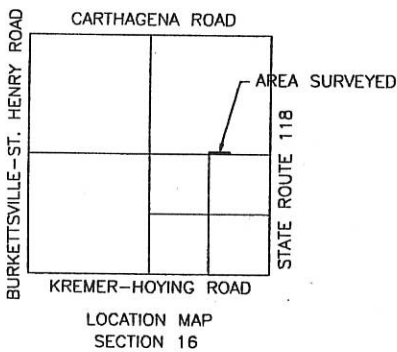 CARTHAGENA ROAD
BURKETTSVILLE-ST. HENRY ROAD
AREA SURVEYED
STATE ROUTE 118
KREMER-HOYING ROAD
LOCATION MAP
SECTION 16